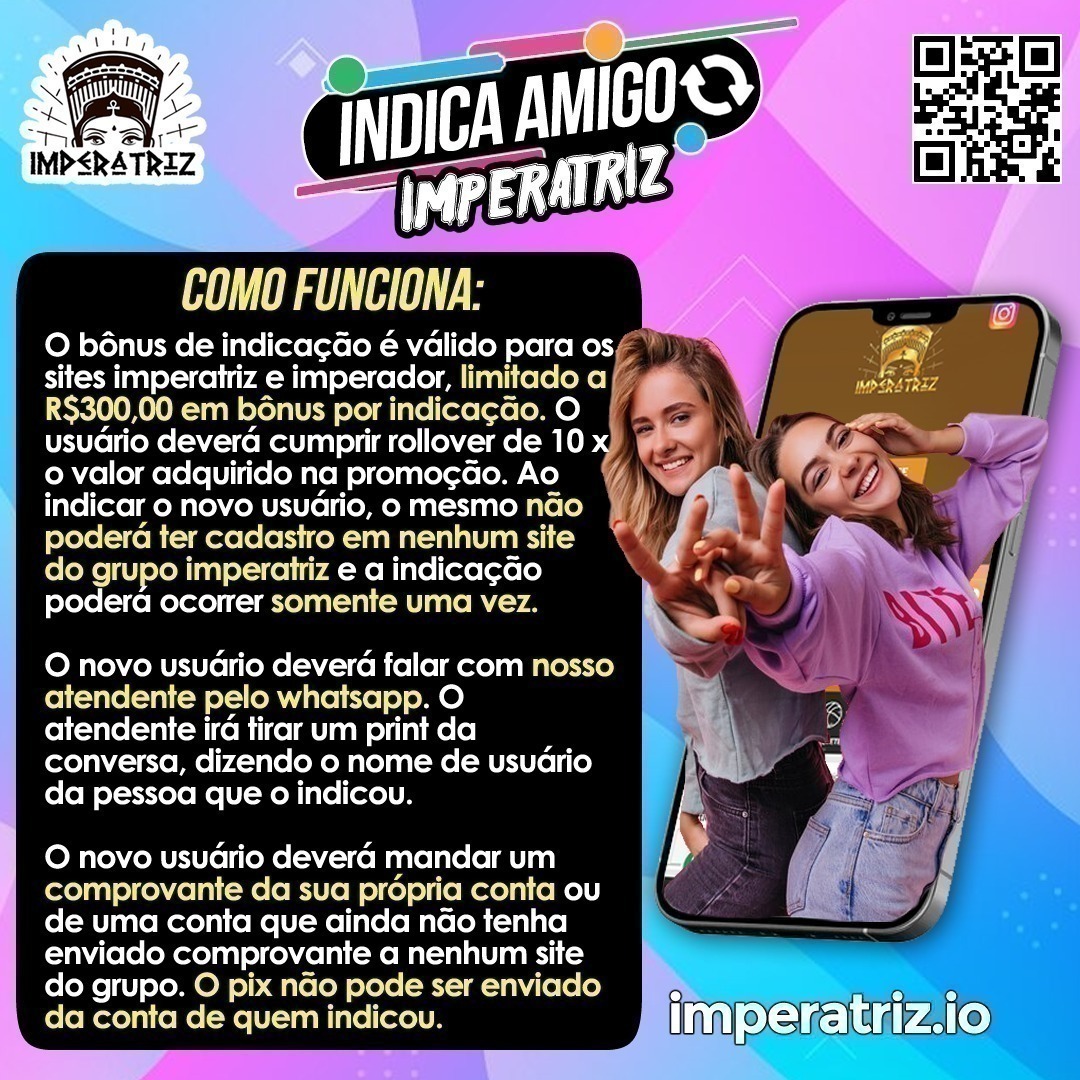 IMPERATRIZ
INDICA AMIGO
IMPERATRIZ
COMO FUNCIONA:
O bônus de indicação é válido para os
sites imperatriz e imperador, limitado a
R$300,00 em bônus por indicação. O
usuário deverá cumprir rollover de 10 x
o valor adquirido na promoção. Ao
indicar o novo usuário, o mesmo não
poderá ter cadastro em nenhum site
do grupo imperatriz e a indicação
poderá ocorrer somente uma vez.
O novo usuário deverá falar com nosso
atendente pelo whatsapp. O
atendente irá tirar um print da
conversa, dizendo o nome de usuário
da pessoa que o indicou.
O novo usuário deverá mandar um
comprovante da sua própria conta ou
de uma conta que ainda não tenha
enviado comprovante a nenhum site
do grupo. O pix não pode ser enviado
da conta de quem indicou.
IMPERATRIZ
imperatriz.io